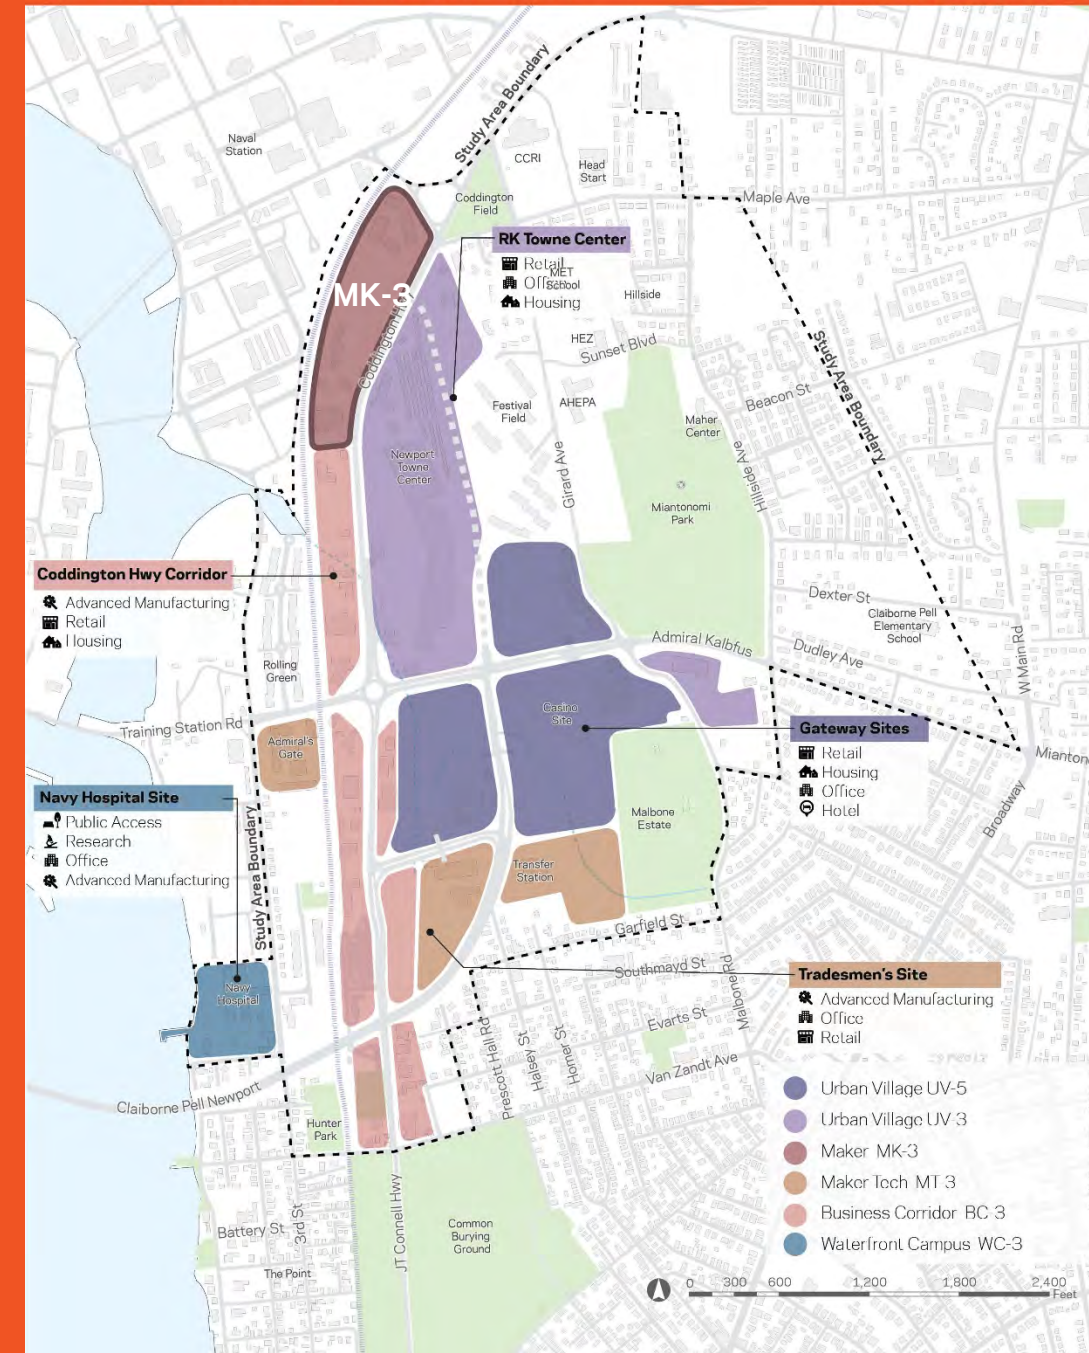 Study Area Boundary
CCRI
Head
Start
Naval
Station
Coddington
Field
Maple Ave
RK Towne Center
Retail
Office
Housing
MET
School
Hillside
MK-3
Coddington H
HEZ
Sunset Blvd
Study Area Boundary
Beacon St
Festival
Field
AHEPA
Maher
Center
Hillside Ave
Girard Ave
Newport
Towne
Center
Miantonomi
Park
Coddington Hwy Corridor
Advanced Manufacturing
Retail
Housing
Dexter St
Claiborne Pell
Elementary
School
Admiral Kalbfus
Dudley Ave
W Main Rd
Rolling
Green
Training Station Rd
Casino
Site
Admiral's
Gate
Gateway Sites
Retail
Housing
Office
Hotel
Mianton
Broadway
Navy Hospital Site
Public Access
Research
Office
Advanced Manufacturing
Malbone
Estate
Study Area Boundary
Transfer
Station
Garfield St
Southmayd St
Malbone Rd
Navy
Hospital
Tradesmen's Site
Advanced Manufacturing
Office
Retail
Evarts St
Prescott Hall Rd
Halsey St
Homer St
Van Zandt Ave
Claiborne Pell Newport
Hunter
Park
Urban Village UV-5
Urban Village UV-3
Maker MK-3
Maker Tech MT-3
Business Corridor BC-3
Waterfront Campus WC-3
Battery St
3rd St
JT Connell Hwy
Common
Burying
Ground
The Point
0 300 600 1,200 1,800 2,400
Feet